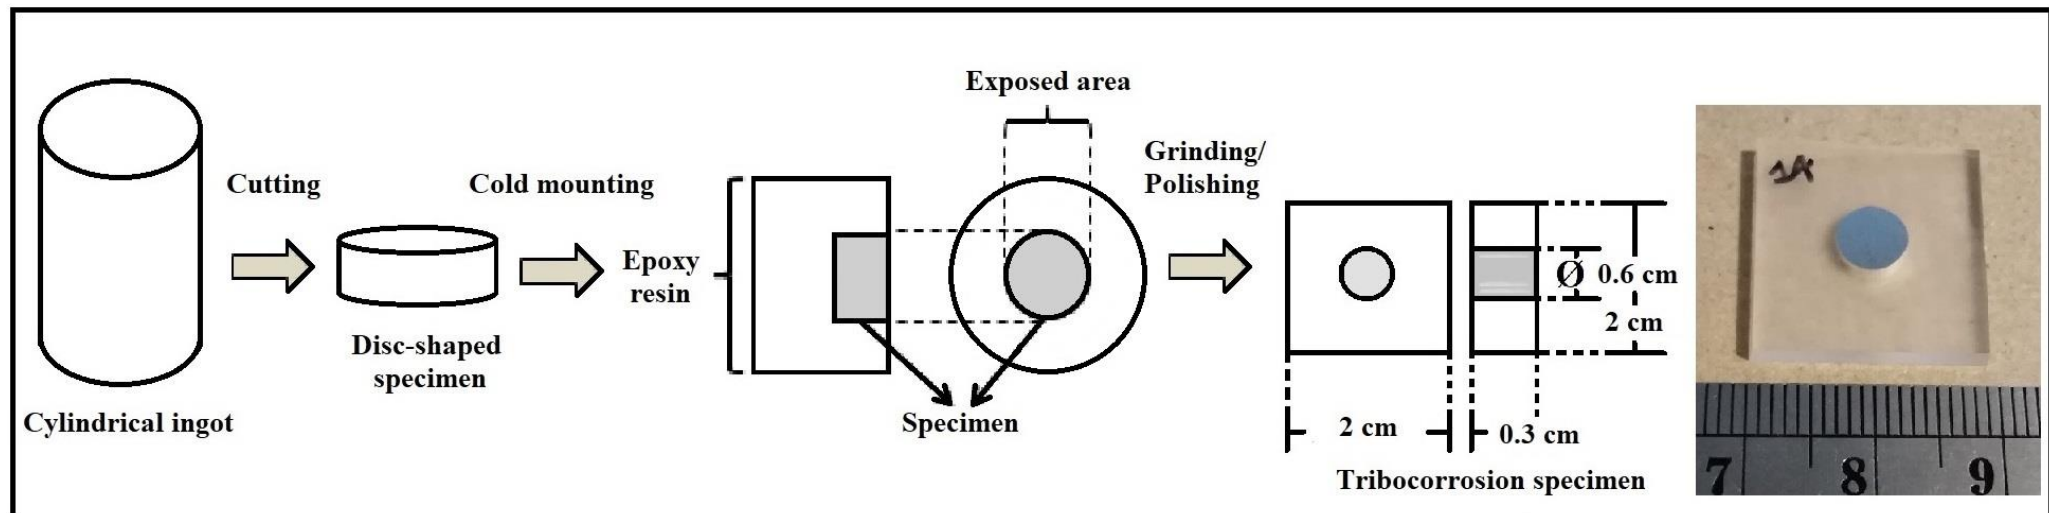 Exposed area
Grinding/
Polishing
Cutting
Cold mounting
Epoxy
resin
Ø 0.6 cm
2 cm
Disc-shaped
specimen
Cylindrical ingot
Specimen
2 cm
0.3 cm
Tribocorrosion specimen
1A
7 8 9